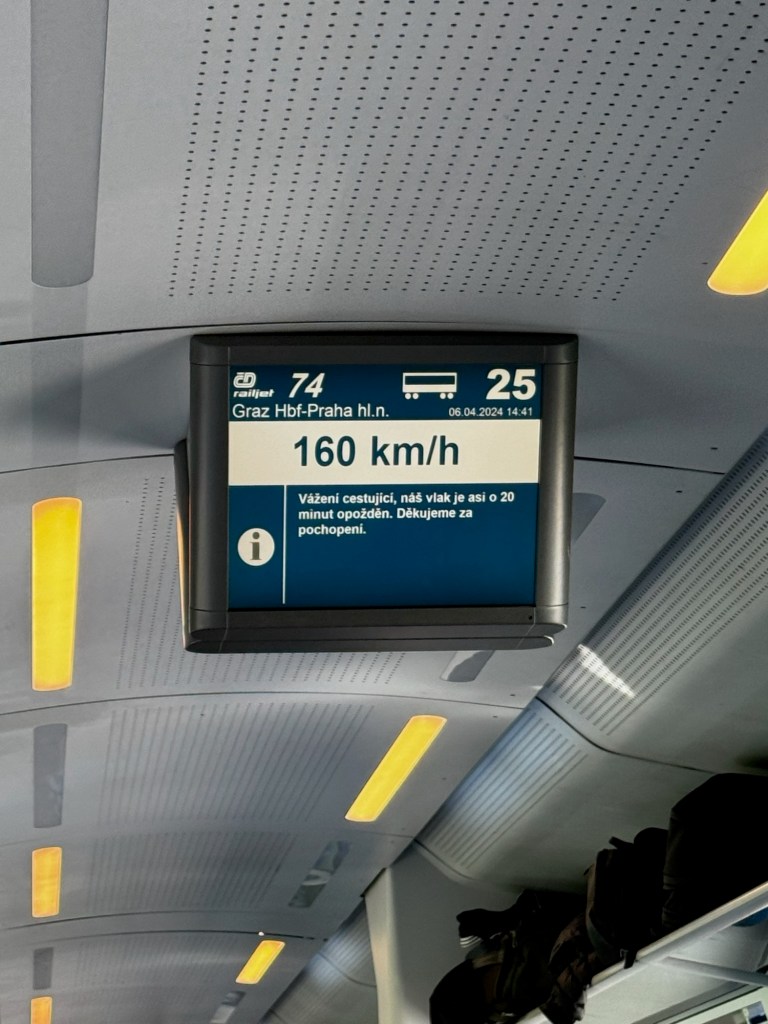 ČD railjet 74 25
Graz Hbf-Praha hl.n. 06.04.2024 14:41
160 km/h
Vážení cestující, náš vlak je asi o 20
minut opožděn. Děkujeme za
pochopení.
i